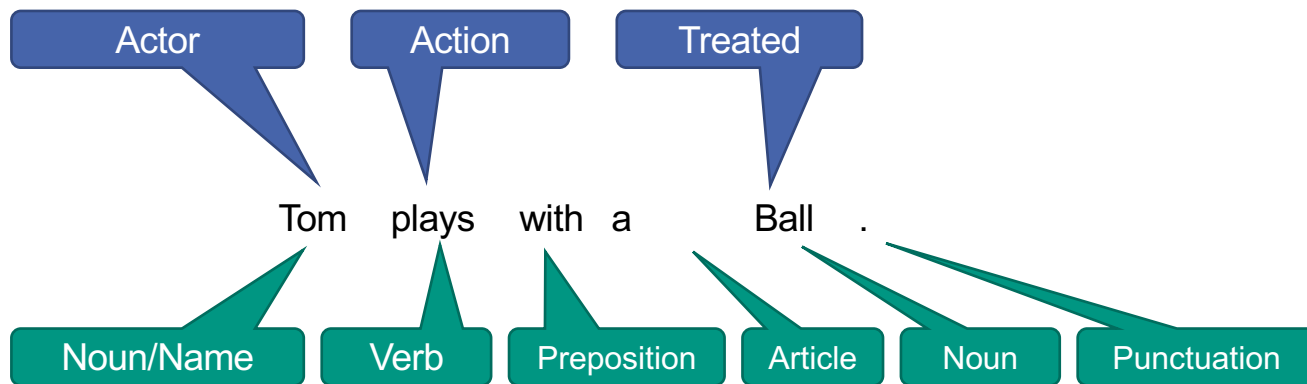 Actor Action Treated
Tom plays with a Ball .
Noun/Name Verb Preposition Article Noun Punctuation